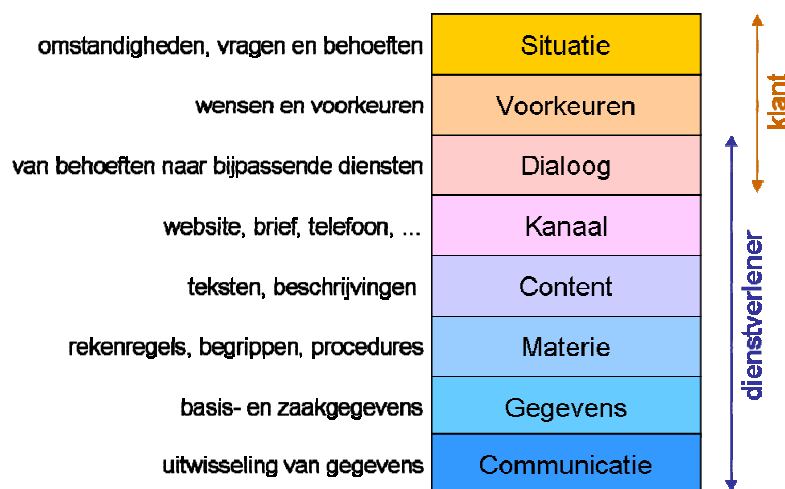 omstandigheden, vragen en behoeften Situatie
wensen en voorkeuren Voorkeuren
van behoeften naar bijpassende diensten Dialoog
website, brief, telefoon, ... Kanaal
teksten, beschrijvingen Content
rekenregels, begrippen, procedures Materie
basis- en zaakgegevens Gegevens
uitwisseling van gegevens Communicatie
klant
dienstverlener